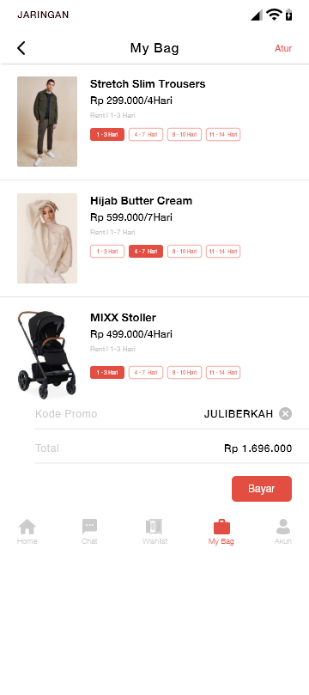 JARINGAN
My Bag
Atur
Stretch Slim Trousers
Rp 299.000/4Hari
Rent I 1-3 Hari
1 - 3 Hari 4 - 7 Hari 8 - 10 Hari 11 - 14 Hari
Hijab Butter Cream
Rp 599.000/7Hari
Rent I 1-7 Hari
1 - 3 Hari 4 - 7 Hari 8 - 10 Hari 11 - 14 Hari
MIXX Stoller
Rp 499.000/4Hari
Rent I 1-3 Hari
1 - 3 Hari 4 - 7 Hari 8 - 10 Hari 11 - 14 Hari
Kode Promo JULIBERKAH
Total Rp 1.696.000
Bayar
Home Chat Wishlist My Bag Akun